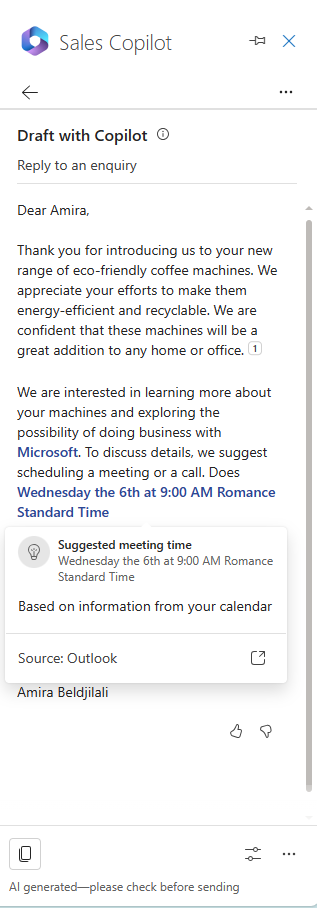 Sales Copilot
Draft with Copilot
Reply to an enquiry
Dear Amira,
Thank you for introducing us to your new
range of eco-friendly coffee machines. We
appreciate your efforts to make them
energy-efficient and recyclable. We are
confident that these machines will be a
great addition to any home or office. 1
We are interested in learning more about
your machines and exploring the
possibility of doing business with
Microsoft. To discuss details, we suggest
scheduling a meeting or a call. Does
Wednesday the 6th at 9:00 AM Romance
Standard Time
Suggested meeting time
Wednesday the 6th at 9:00 AM Romance
Standard Time
Based on information from your calendar
Source: Outlook
Amira Beldjilali
AI generated—please check before sending